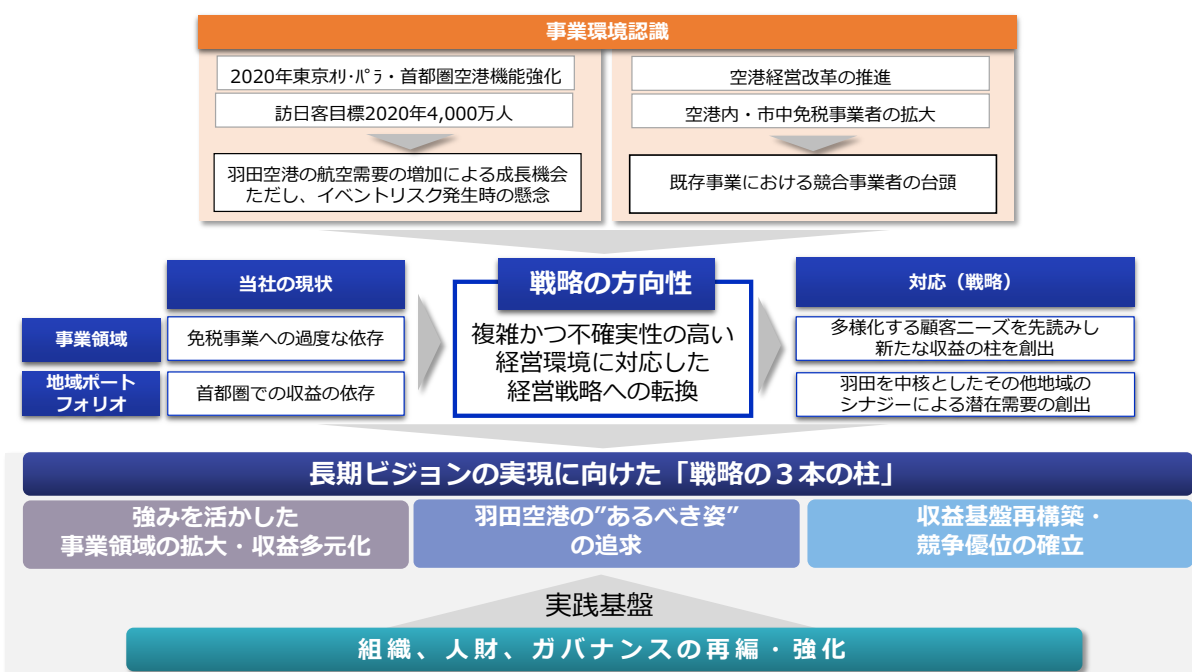 事業環境認識
2020年東京ｵﾘ･ﾊﾟﾗ・首都圏空港機能強化
訪日客目標2020年4,000万人
羽田空港の航空需要の増加による成長機会
ただし、イベントリスク発生時の懸念
空港経営改革の推進
空港内・市中免税事業者の拡大
既存事業における競合事業者の台頭
当社の現状
事業領域
免税事業への過度な依存
地域ポート
フォリオ
首都圏での収益の依存
戦略の方向性
複雑かつ不確実性の高い
経営環境に対応した
経営戦略への転換
対応（戦略）
多様化する顧客ニーズを先読みし
新たな収益の柱を創出
羽田を中核としたその他地域の
シナジーによる潜在需要の創出
長期ビジョンの実現に向けた「戦略の３本の柱」
強みを活かした
事業領域の拡大・収益多元化
羽田空港の”あるべき姿”
の追求
収益基盤再構築・
競争優位の確立
実践基盤
組織、人財、ガバナンスの再編・強化